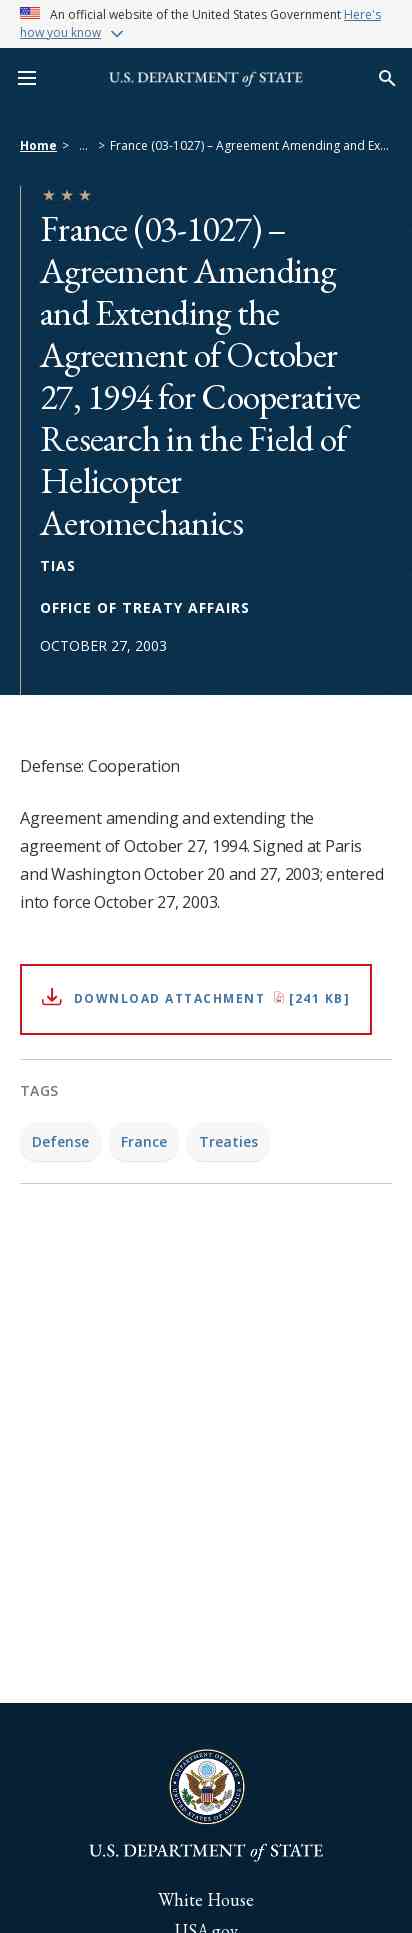 An official website of the United States Government Here's
how you know
U.S. DEPARTMENT of STATE
Home > ... > France (03-1027) – Agreement Amending and Ex...
France (03-1027) –
Agreement Amending
and Extending the
Agreement of October
27, 1994 for Cooperative
Research in the Field of
Helicopter
Aeromechanics
TIAS
OFFICE OF TREATY AFFAIRS
OCTOBER 27, 2003
Defense: Cooperation
Agreement amending and extending the
agreement of October 27, 1994. Signed at Paris
and Washington October 20 and 27, 2003; entered
into force October 27, 2003.
DOWNLOAD ATTACHMENT [241 KB]
TAGS
Defense France Treaties
DEPARTMENT OF STATE
UNITED STATES OF AMERICA
U.S. DEPARTMENT of STATE
White House
USA.gov